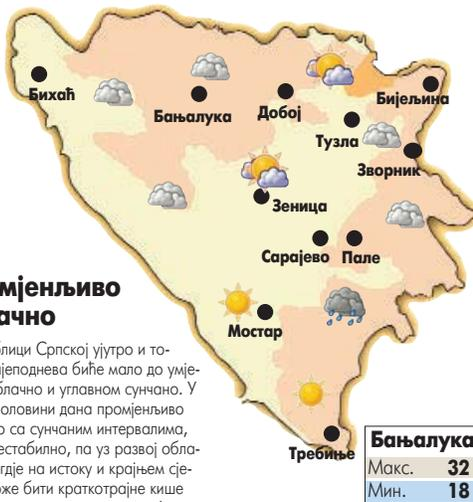 Бихаћ
Бањалука
Добој
Бијељина
Тузла
Зворник
Зеница
Сарајево Пале
Мостар
Требиње
мјенљиво
ачно
блици Српској ујутро и то-
ијеподнева биће мало до умје-
блачно и углавном сунчано. У
половини дана промјенљиво
о са сунчаним интервалима,
естабилно, па уз развој обла-
гдје на истоку и крајњем сје-
оже бити краткотрајне кише
Бањалука
Макс. 32
Мин. 18